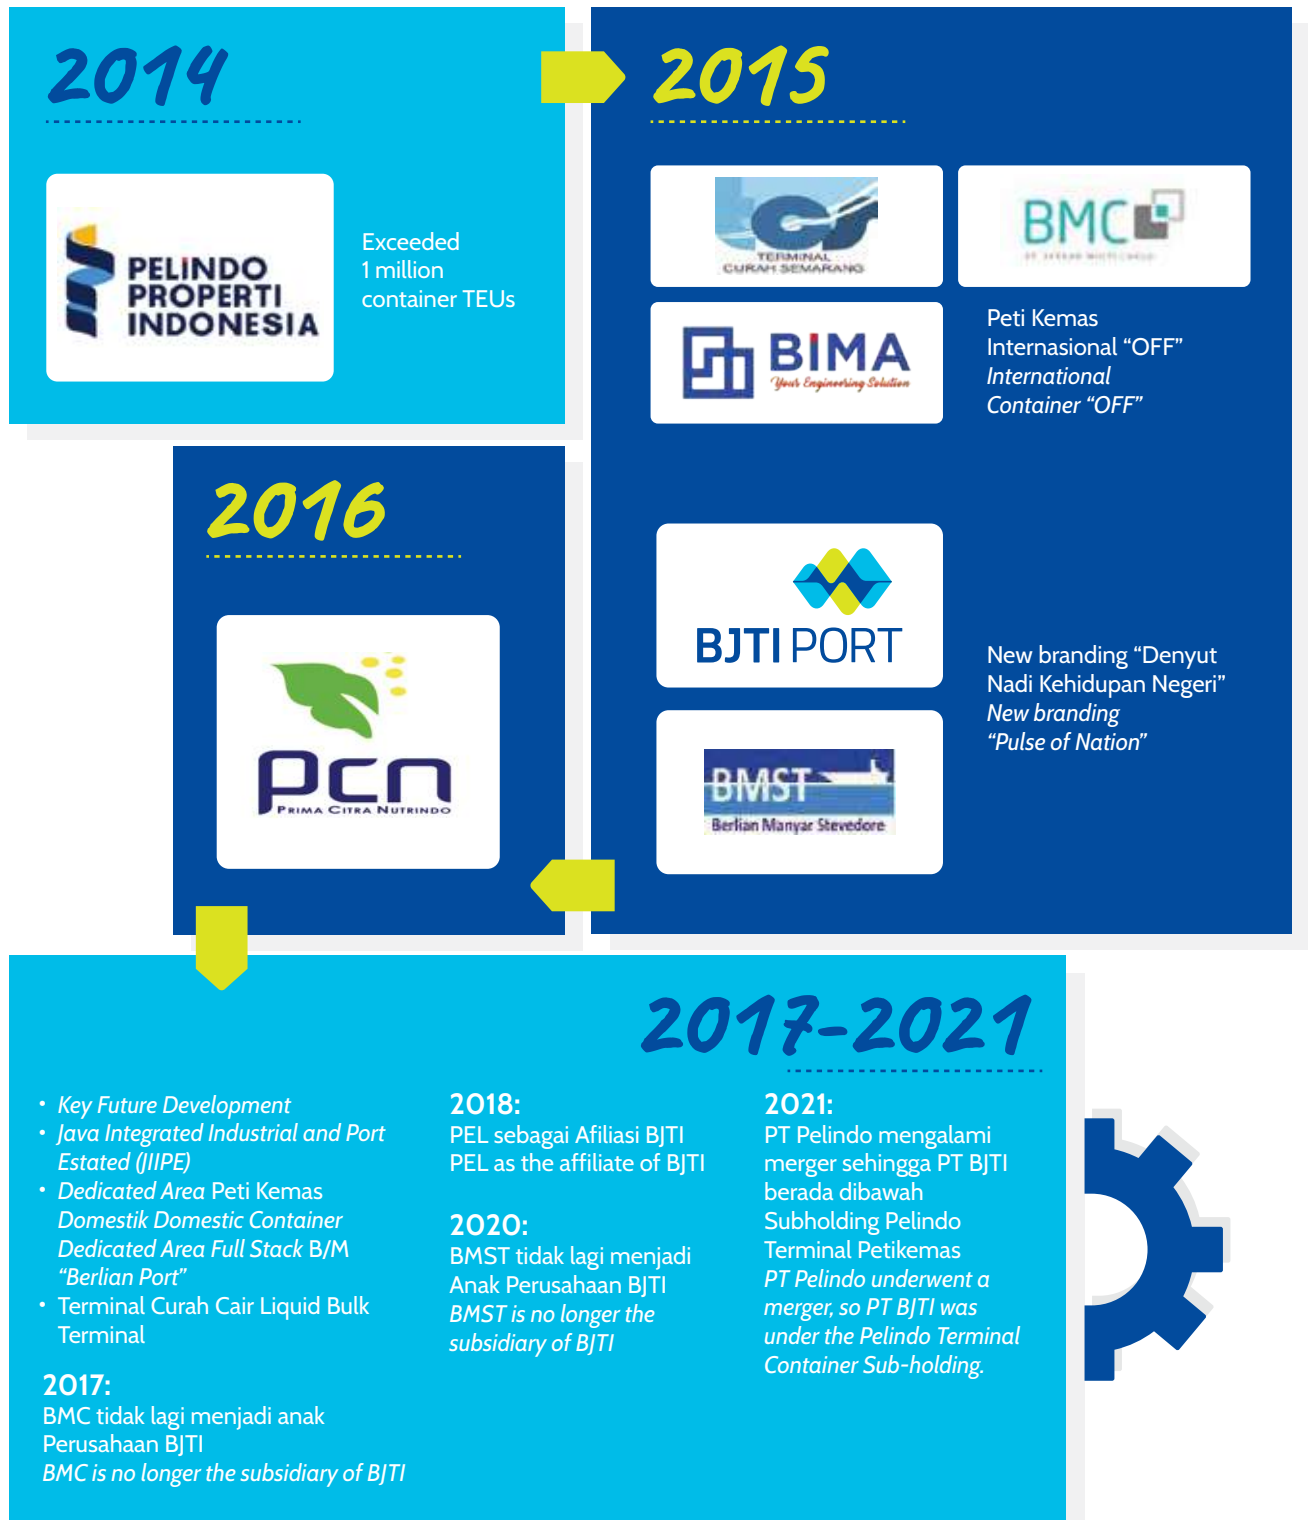 2014
PELINDO
PROPERTI
INDONESIA
Exceeded
1 million
container TEUs
2015
TERMINAL
CURAH SEMARANG
BMC
BIMA
Your Engineering Solution
Peti Kemas
Internasional “OFF”
International
Container “OFF”
BJTI PORT
BMST
Berlian Manyar Stevedore
New branding “Denyut
Nadi Kehidupan Negeri”
New branding
“Pulse of Nation”
2016
pcn
PRIMA CITRA NUTRINDO
2017-2021
• Key Future Development
• Java Integrated Industrial and Port
Estated (JIIPE)
• Dedicated Area Peti Kemas
Domestik Domestic Container
Dedicated Area Full Stack B/M
“Berlian Port”
• Terminal Curah Cair Liquid Bulk
Terminal
2017:
BMC tidak lagi menjadi anak
Perusahaan BJTI
BMC is no longer the subsidiary of BJTI
2018:
PEL sebagai Afiliasi BJTI
PEL as the affiliate of BJTI
2020:
BMST tidak lagi menjadi
Anak Perusahaan BJTI
BMST is no longer the
subsidiary of BJTI
2021:
PT Pelindo mengalami
merger sehingga PT BJTI
berada dibawah
Subholding Pelindo
Terminal Petikemas
PT Pelindo underwent a
merger, so PT BJTI was
under the Pelindo Terminal
Container Sub-holding.